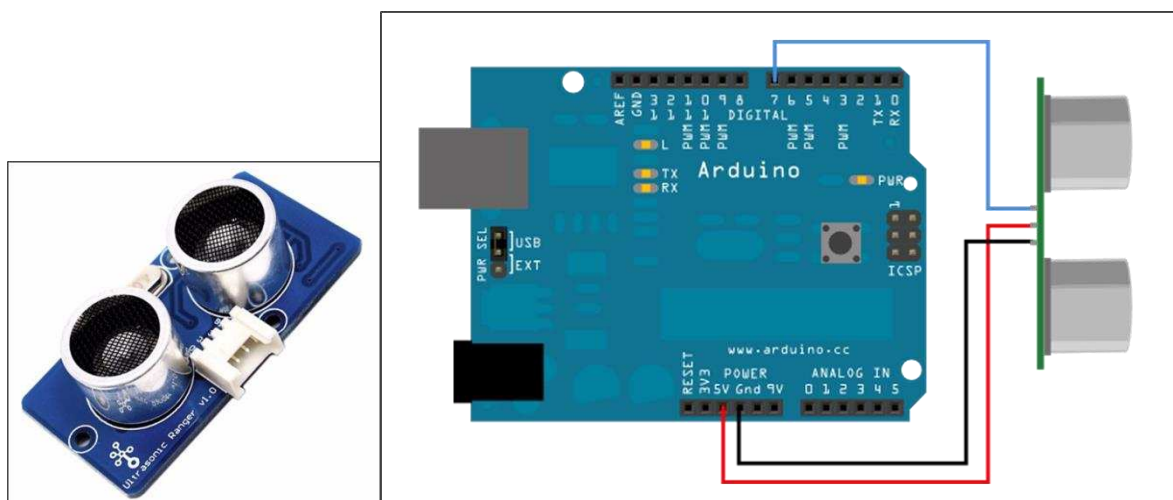 Ultrasonic Ranger v1.0
AREF
GND
13
12
11
10
9
8
7
6
5
4
3
2
1
0
PWM
PWM
PWM
PWM
PWM
PWM
TX
RX
DIGITAL
L
TX
RX
Arduino
PWR
1
ICSP
PWR SEL
USB
EXT
www.arduino.cc
POWER
ANALOG IN
RESET
3V3
5V
Gnd
9V
0
1
2
3
4
5